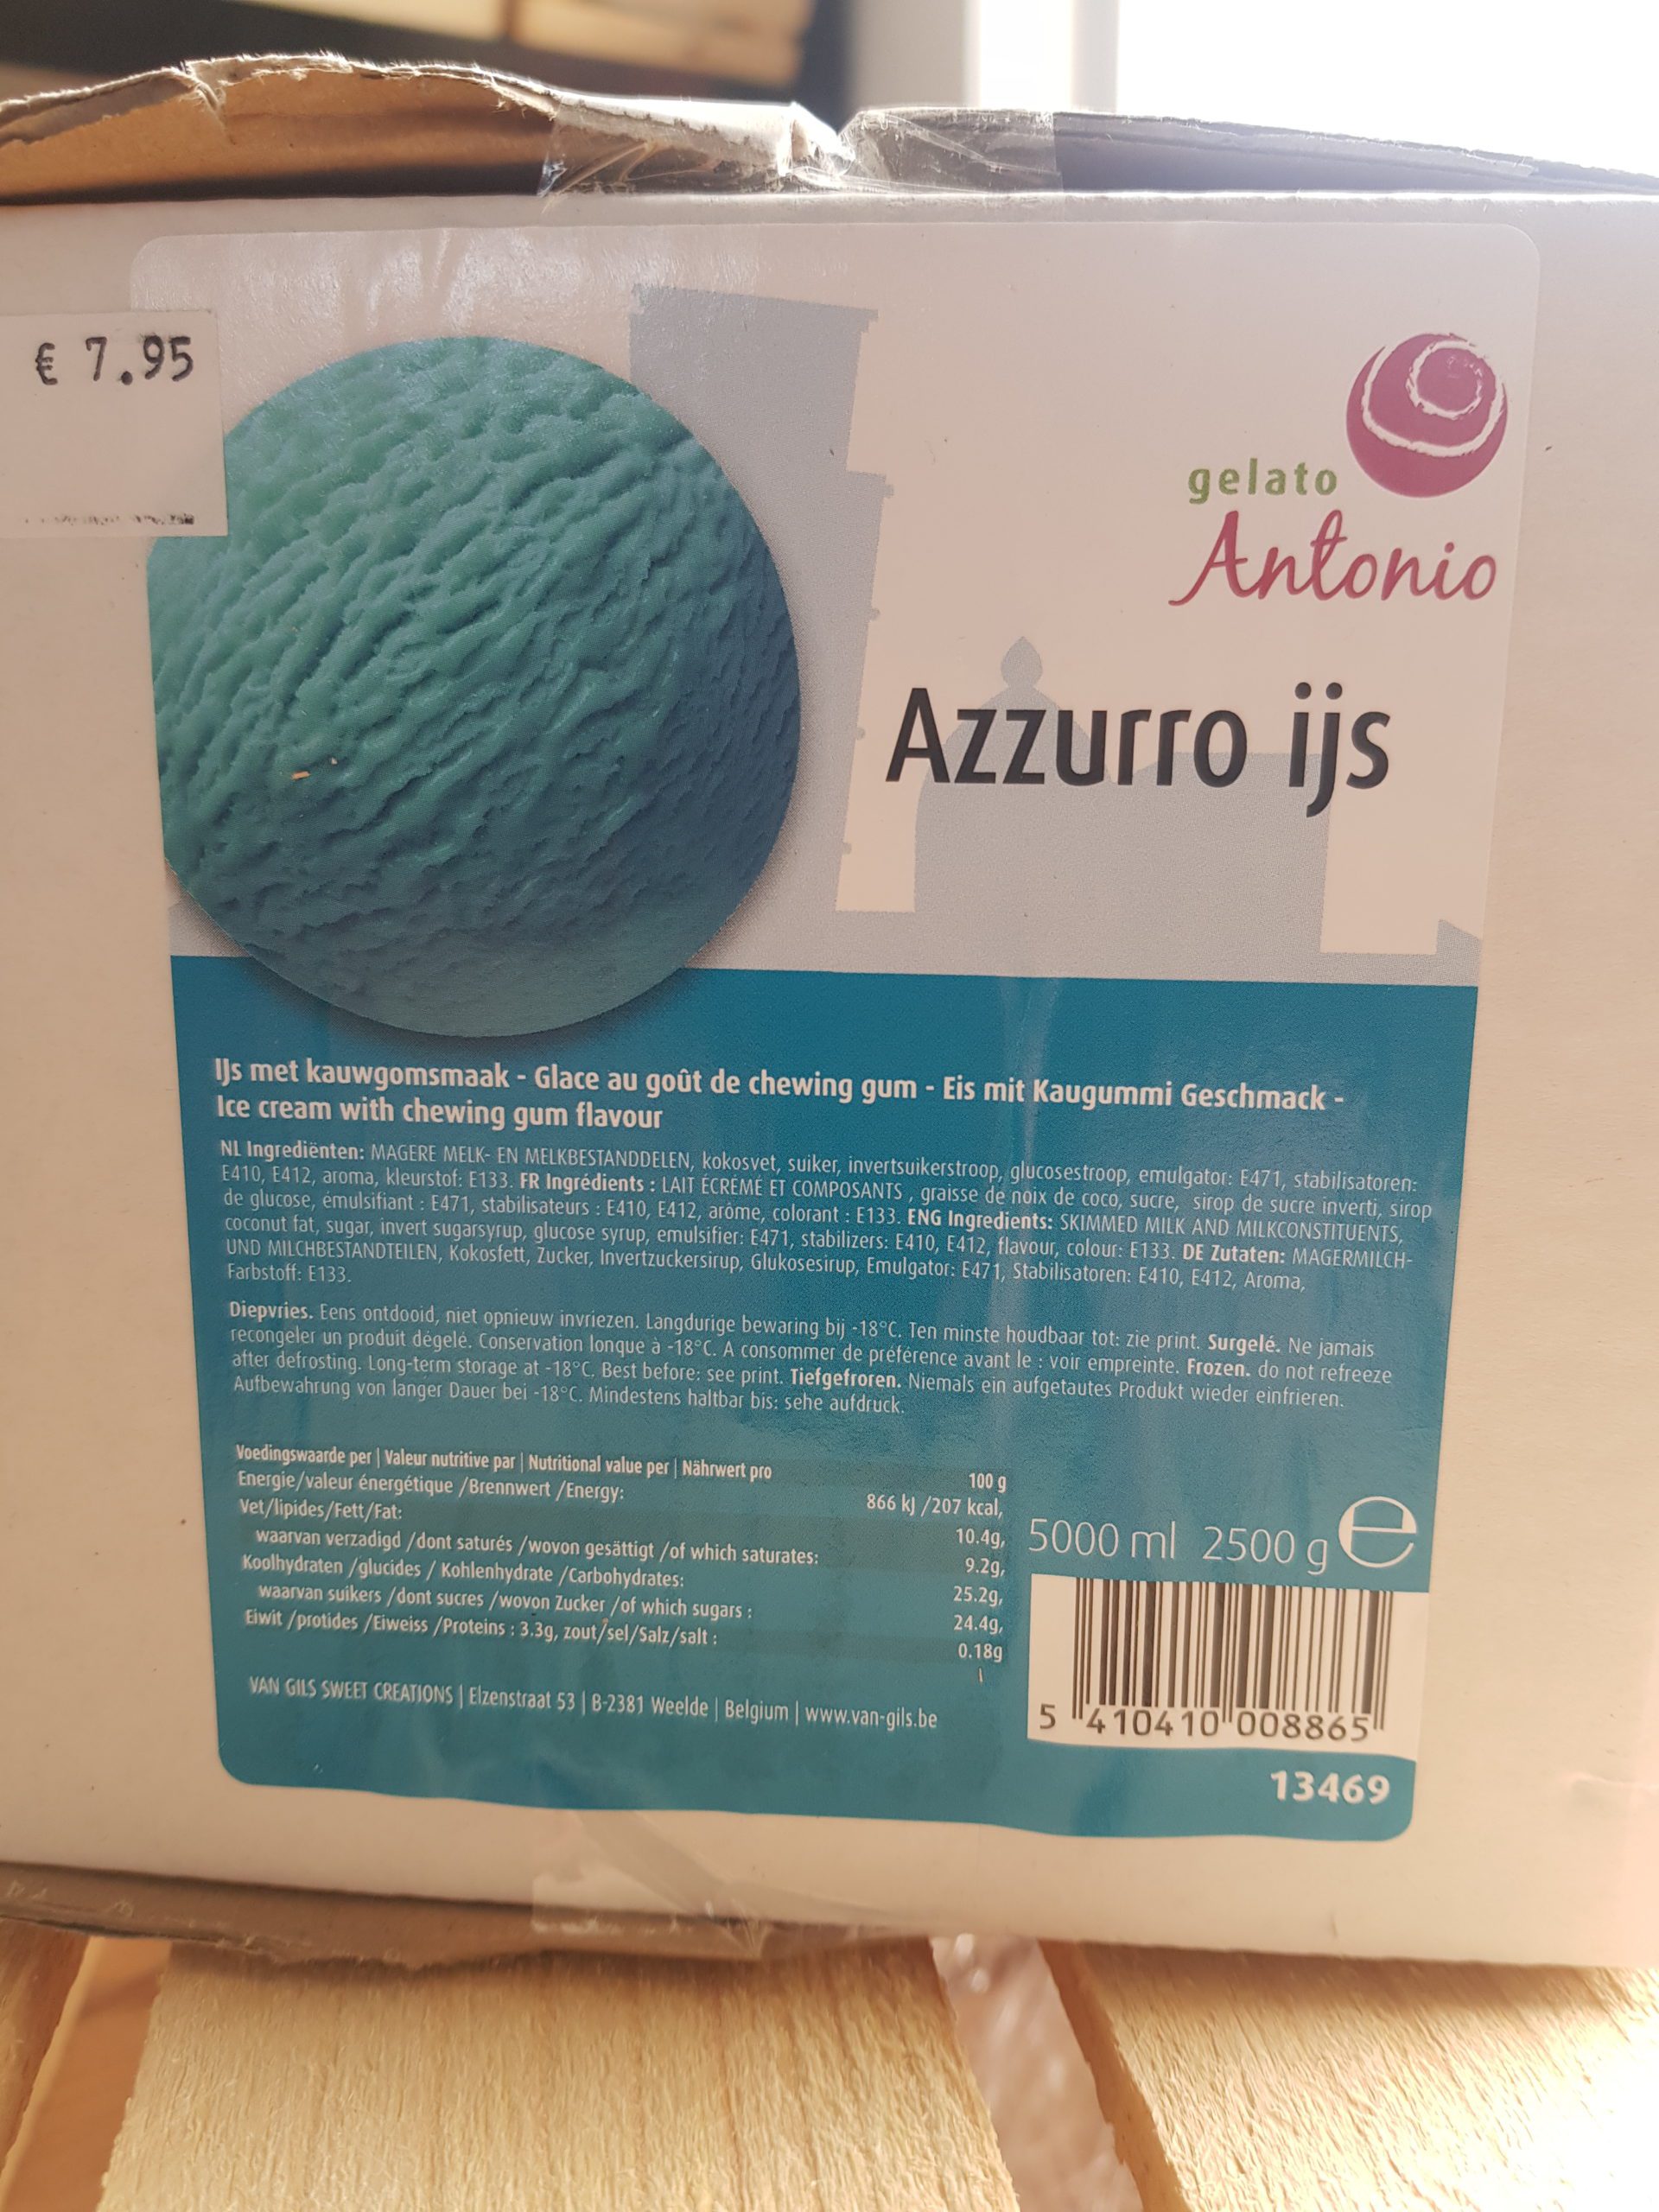 € 7.95
gelato
Antonio
Azzurro ijs
IJs met kauwgomsmaak - Glace au goût de chewing gum - Eis mit Kaugummi Geschmack -
Ice cream with chewing gum flavour
NL Ingrediënten: MAGERE MELK- EN MELKBESTANDDELEN, kokosvet, suiker, invertsuikerstroop, glucosestroop, emulgator: E471, stabilisatoren:
E410, E412, aroma, kleurstof: E133. FR Ingrédients : LAIT ÉCRÉMÉ ET COMPOSANTS , graisse de noix de coco, sucre, sirop de sucre inverti, sirop
de glucose, émulsifiant : E471, stabilisateurs : E410, E412, arôme, colorant : E133. ENG Ingredients: SKIMMED MILK AND MILKCONSTITUENTS,
coconut fat, sugar, invert sugarsyrup, glucose syrup, emulsifier: E471, stabilizers: E410, E412, flavour, colour: E133. DE Zutaten: MAGERMILCH-
UND MILCHBESTANDTEILEN, Kokosfett, Zucker, Invertzuckersirup, Glukosesirup, Emulgator: E471, Stabilisatoren: E410, E412, Aroma,
Farbstoff: E133.
Diepvries. Eens ontdooid, niet opnieuw invriezen. Langdurige bewaring bij -18°C. Ten minste houdbaar tot: zie print. Surgelé. Ne jamais
recongeler un produit dégelé. Conservation longue à -18°C. A consommer de préférence avant le : voir empreinte. Frozen. do not refreeze
after defrosting. Long-term storage at -18°C. Best before: see print. Tiefgefroren. Niemals ein aufgetautes Produkt wieder einfrieren.
Aufbewahrung von langer Dauer bei -18°C. Mindestens haltbar bis: sehe aufdruck.
Voedingswaarde per | Valeur nutritive par | Nutritional value per | Nährwert pro 100 g
Energie/valeur énergétique /Brennwert /Energy: 866 kJ /207 kcal,
Vet/lipides/Fett/Fat: 10.4g,
waarvan verzadigd /dont saturés /wovon gesättigt /of which saturates: 9.2g,
Koolhydraten /glucides / Kohlenhydrate /Carbohydrates: 25.2g,
waarvan suikers /dont sucres /wovon Zucker /of which sugars : 24.4g,
Eiwit /protides /Eiweiss /Proteins : 3.3g, zout/sel/Salz/salt : 0.18g
5000 ml 2500 g e
VAN GILS SWEET CREATIONS | Elzenstraat 53 | B-2381 Weelde | Belgium | www.van-gils.be
5 410410 008865
13469